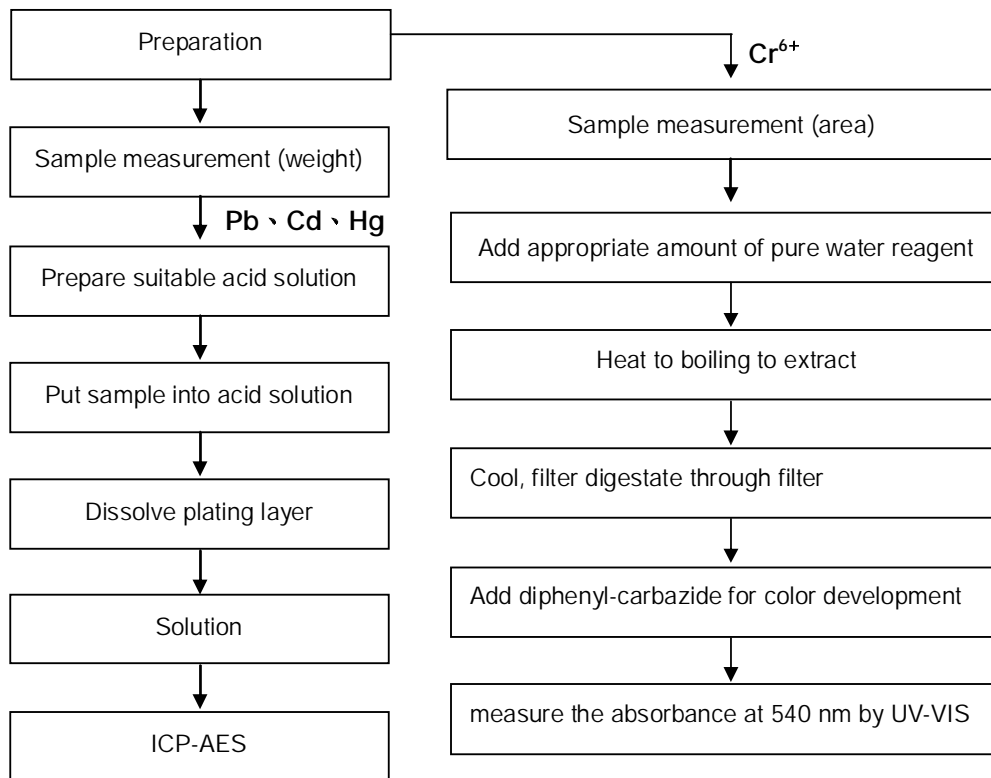 Preparation
Cr⁶⁺
Sample measurement (weight)
Pb、Cd、Hg
Prepare suitable acid solution
Put sample into acid solution
Dissolve plating layer
Solution
ICP-AES
Sample measurement (area)
Add appropriate amount of pure water reagent
Heat to boiling to extract
Cool, filter digestate through filter
Add diphenyl-carbazide for color development
measure the absorbance at 540 nm by UV-VIS